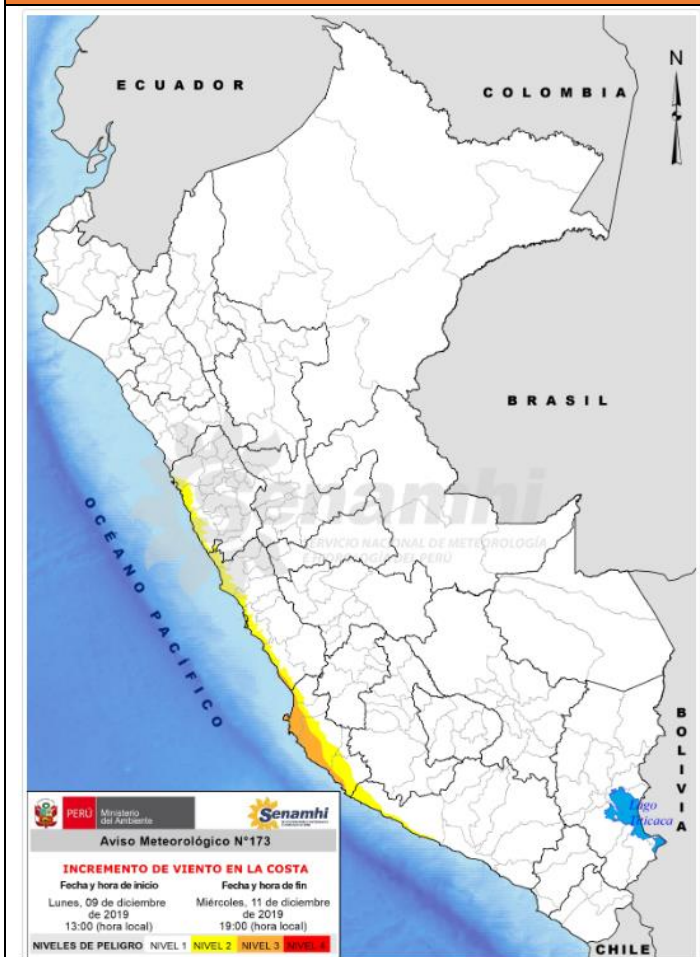 ECUADOR
COLOMBIA
N
BRASIL
Senamhi
SERVICIO NACIONAL DE METEOROLOGÍA
E HIDROLOGÍA DEL PERÚ
OCÉANO PACÍFICO
BOLIVIA
Lago
Titicaca
PERÚ Ministerio
del Ambiente
Senamhi
Aviso Meteorológico N°173
INCREMENTO DE VIENTO EN LA COSTA
Fecha y hora de inicio Fecha y hora de fin
Lunes, 09 de diciembre Miércoles, 11 de diciembre
de 2019 de 2019
13:00 (hora local) 19:00 (hora local)
NIVELES DE PELIGRO NIVEL 1 NIVEL 2 NIVEL 3 NIVEL 4
CHILE